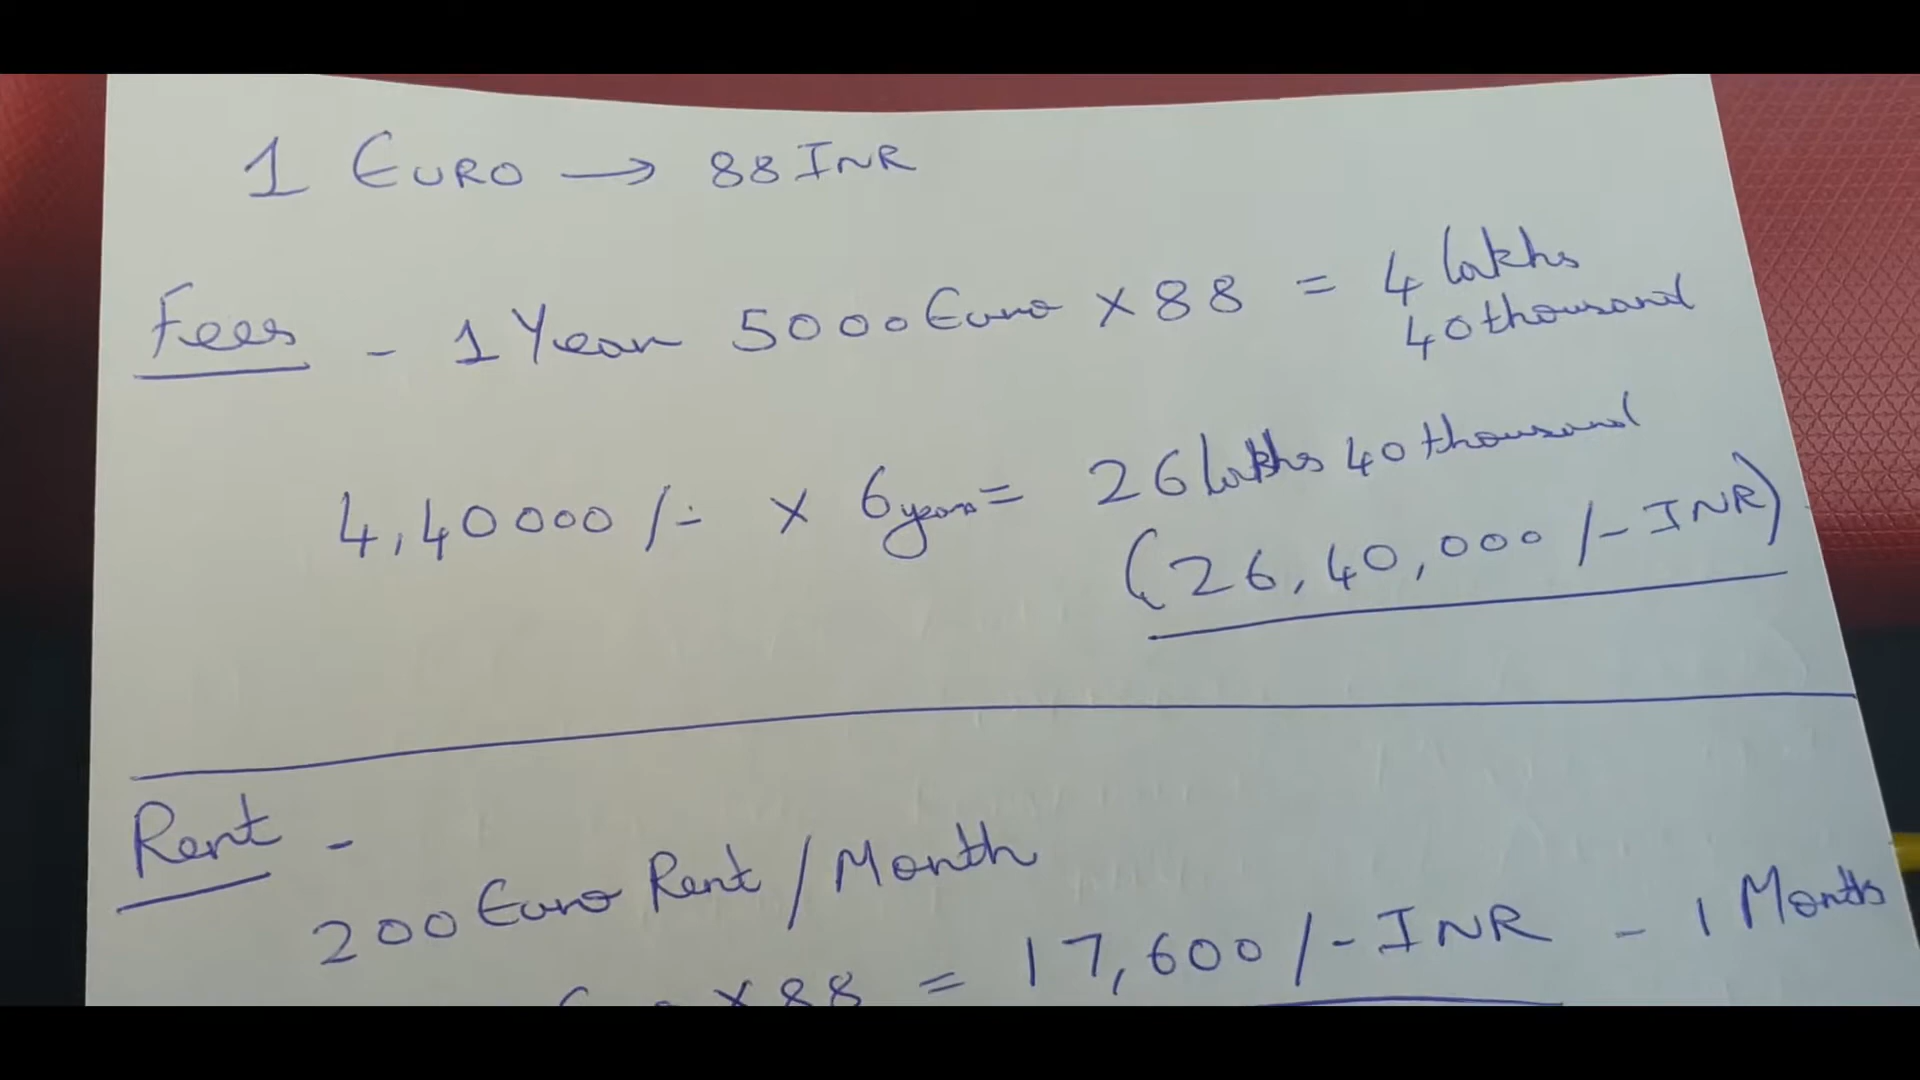 1 EURO → 88 INR
Fees - 1 Year 5000 Euro × 88 = 4 lakhs
40 thousand
4,40000/- × 6 years = 26 lakhs 40 thousand
(26,40,000/- INR)
Rent -
200 Euro Rent / Month
× 88 = 17,600/- INR - 1 Months